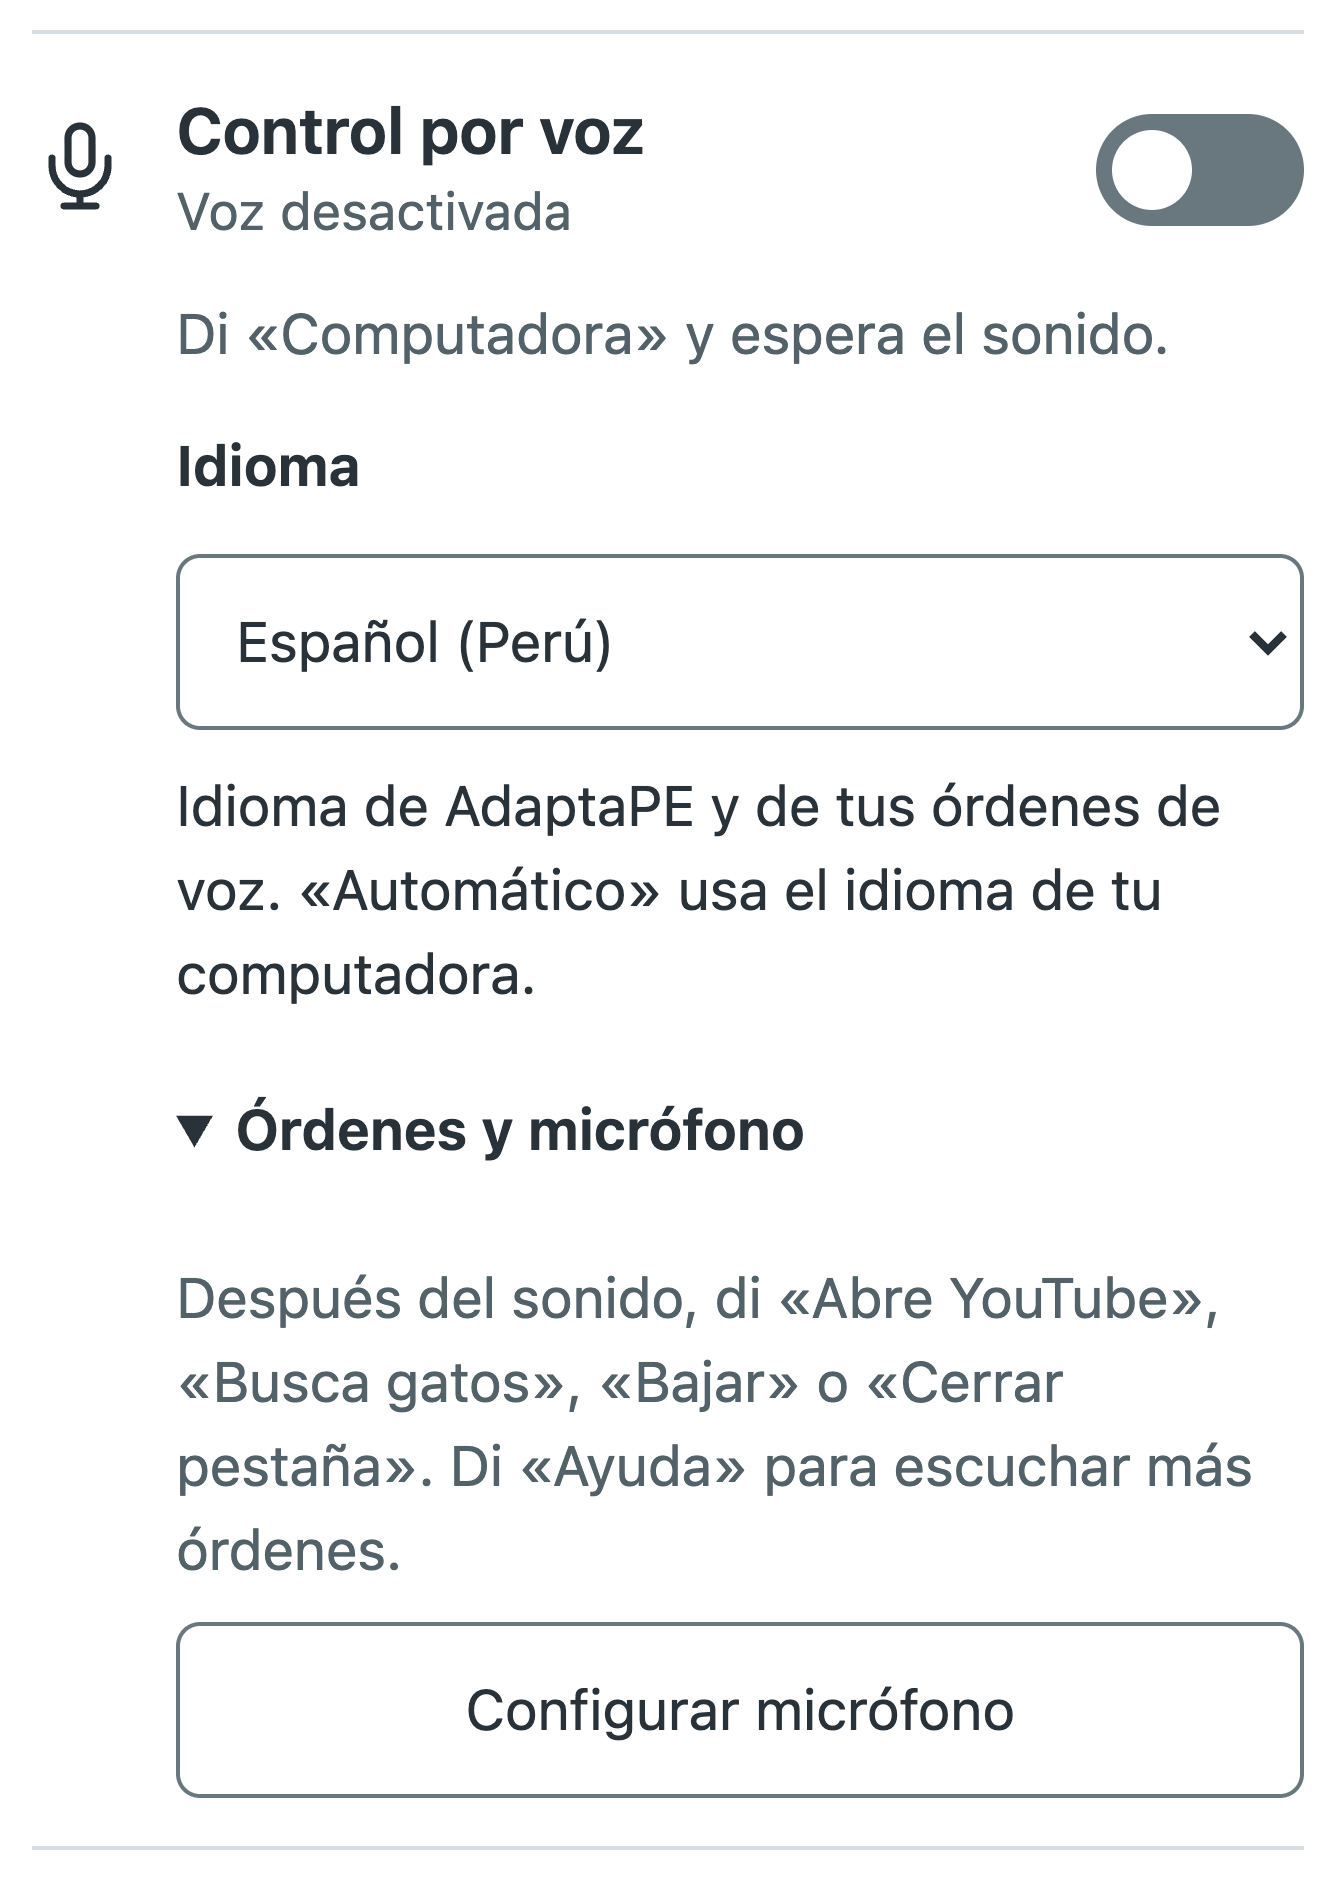 Control por voz
Voz desactivada
Di «Computadora» y espera el sonido.
Idioma
Español (Perú)
Idioma de AdaptaPE y de tus órdenes de
voz. «Automático» usa el idioma de tu
computadora.
Órdenes y micrófono
Después del sonido, di «Abre YouTube»,
«Busca gatos», «Bajar» o «Cerrar
pestaña». Di «Ayuda» para escuchar más
órdenes.
Configurar micrófono